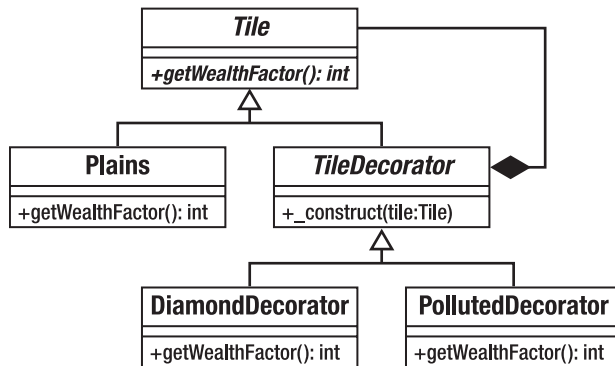 Tile
+getWealthFactor(): int
Plains
+getWealthFactor(): int
TileDecorator
+_construct(tile:Tile)
DiamondDecorator
+getWealthFactor(): int
PollutedDecorator
+getWealthFactor(): int